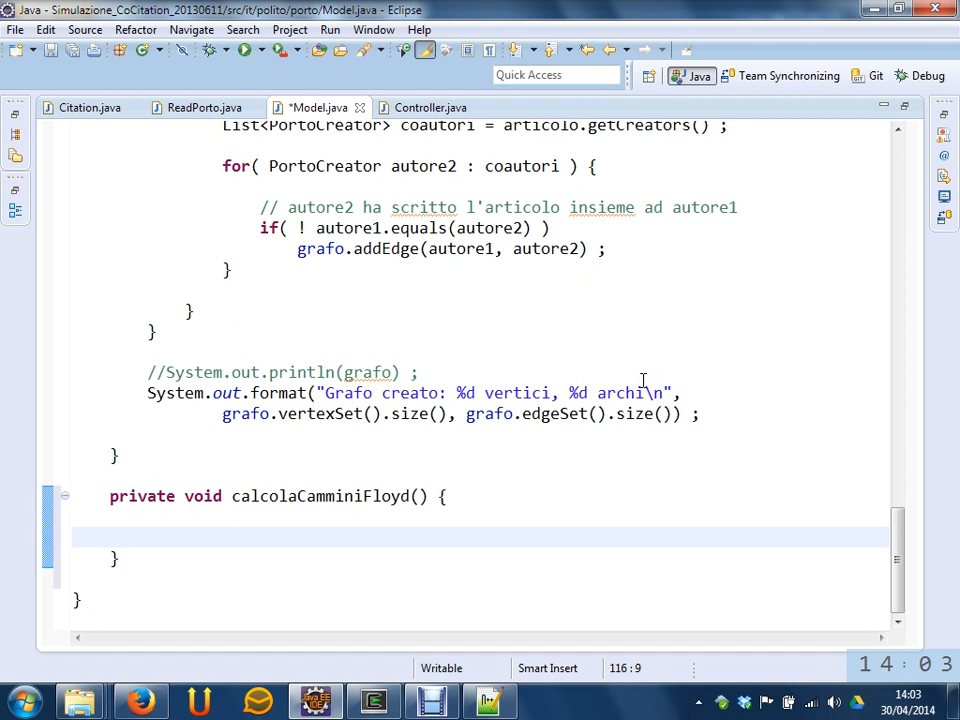 Java - Simulazione_CoCitation_20130611/src/it/polito/porto/Model.java - Eclipse
File Edit Source Refactor Navigate Search Project Run Window Help
Quick Access
Java Team Synchronizing Git Debug
Citation.java ReadPorto.java *Model.java Controller.java
List<PortoCreator> coautori = articolo.getCreators() ;
for( PortoCreator autore2 : coautori ) {
// autore2 ha scritto l'articolo insieme ad autore1
if( ! autore1.equals(autore2) )
grafo.addEdge(autore1, autore2) ;
}
}
}
//System.out.println(grafo) ;
System.out.format("Grafo creato: %d vertici, %d archi\n",
grafo.vertexSet().size(), grafo.edgeSet().size()) ;
}
private void calcolaCamminiFloyd() {
}
}
Writable Smart Insert 116 : 9
14:03
Java EE
IDE
14:03
30/04/2014